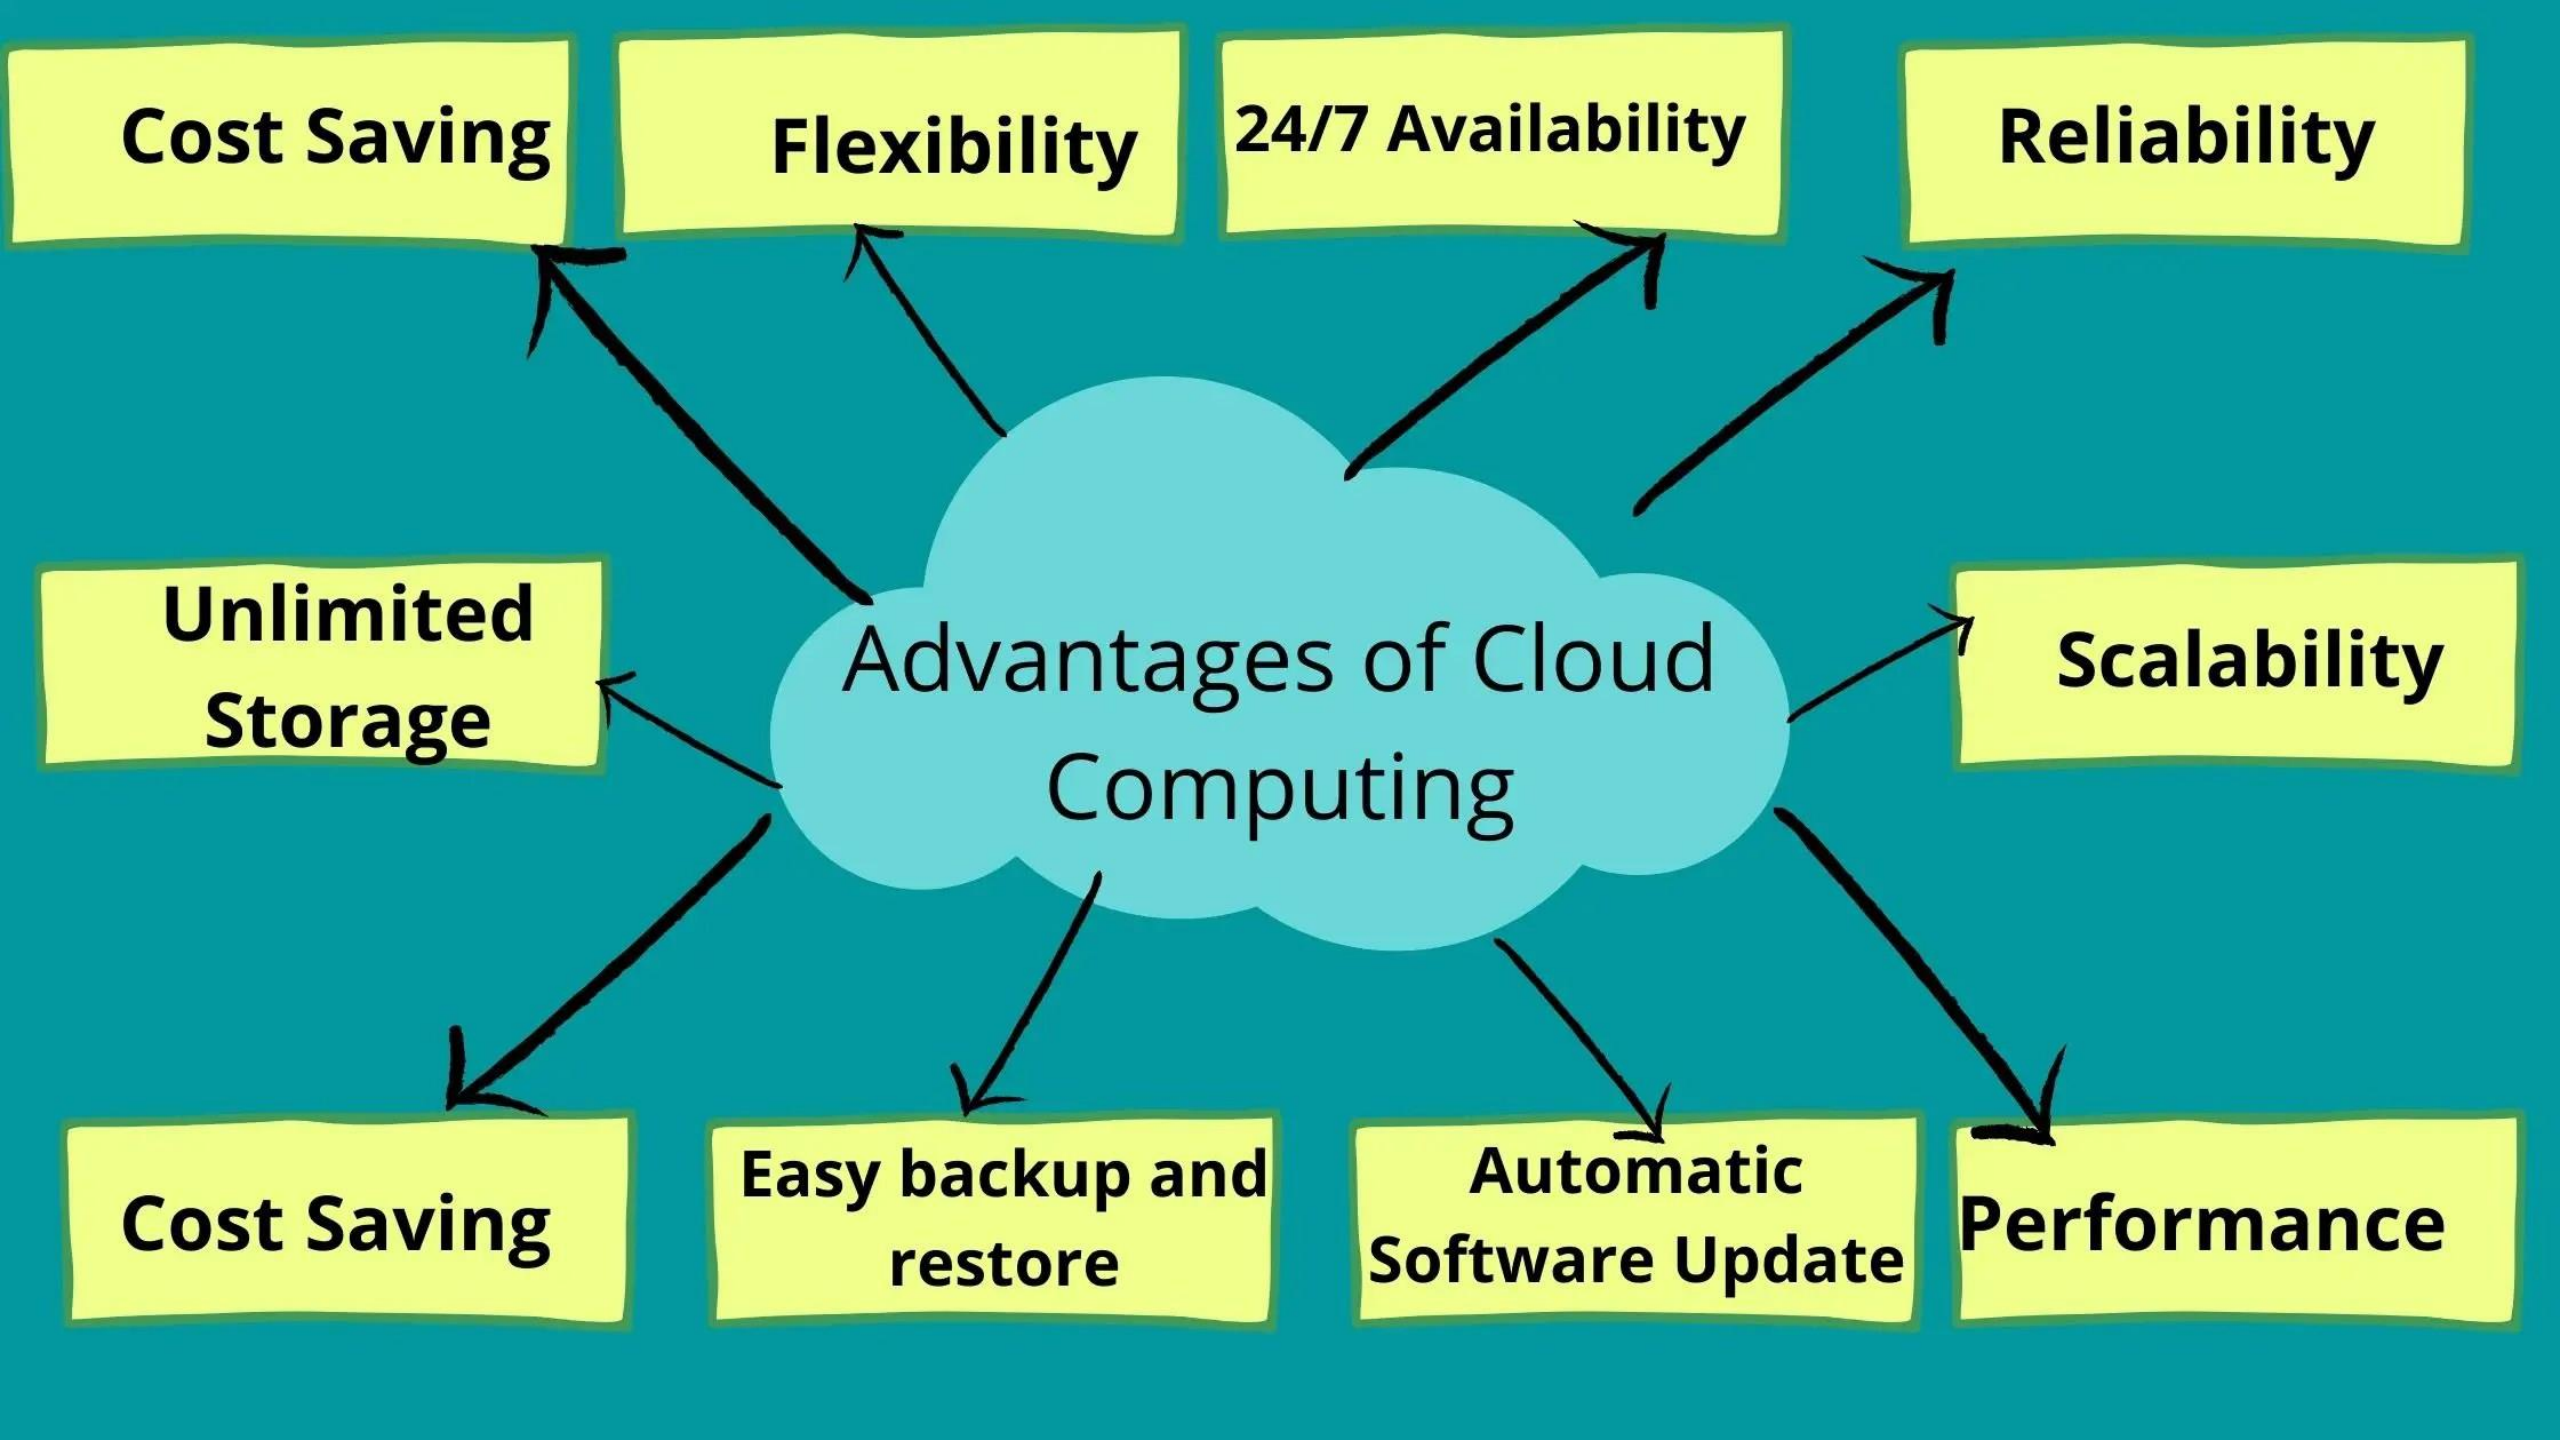 Cost Saving
Flexibility
24/7 Availability
Reliability
Unlimited
Storage
Advantages of Cloud
Computing
Scalability
Cost Saving
Easy backup and
restore
Automatic
Software Update
Performance